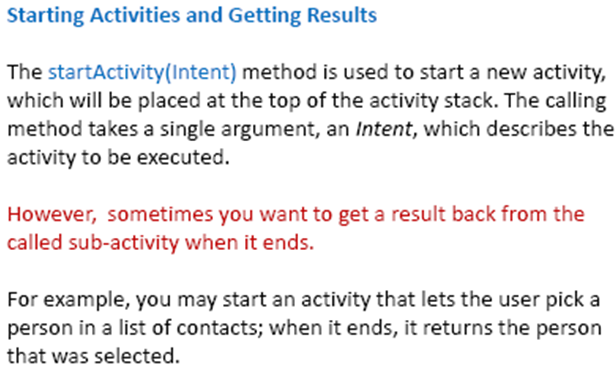 Starting Activities and Getting Results
The startActivity(Intent) method is used to start a new activity,
which will be placed at the top of the activity stack. The calling
method takes a single argument, an Intent, which describes the
activity to be executed.
However,  sometimes you want to get a result back from the
called sub-activity when it ends.
For example, you may start an activity that lets the user pick a
person in a list of contacts; when it ends, it returns the person
that was selected.